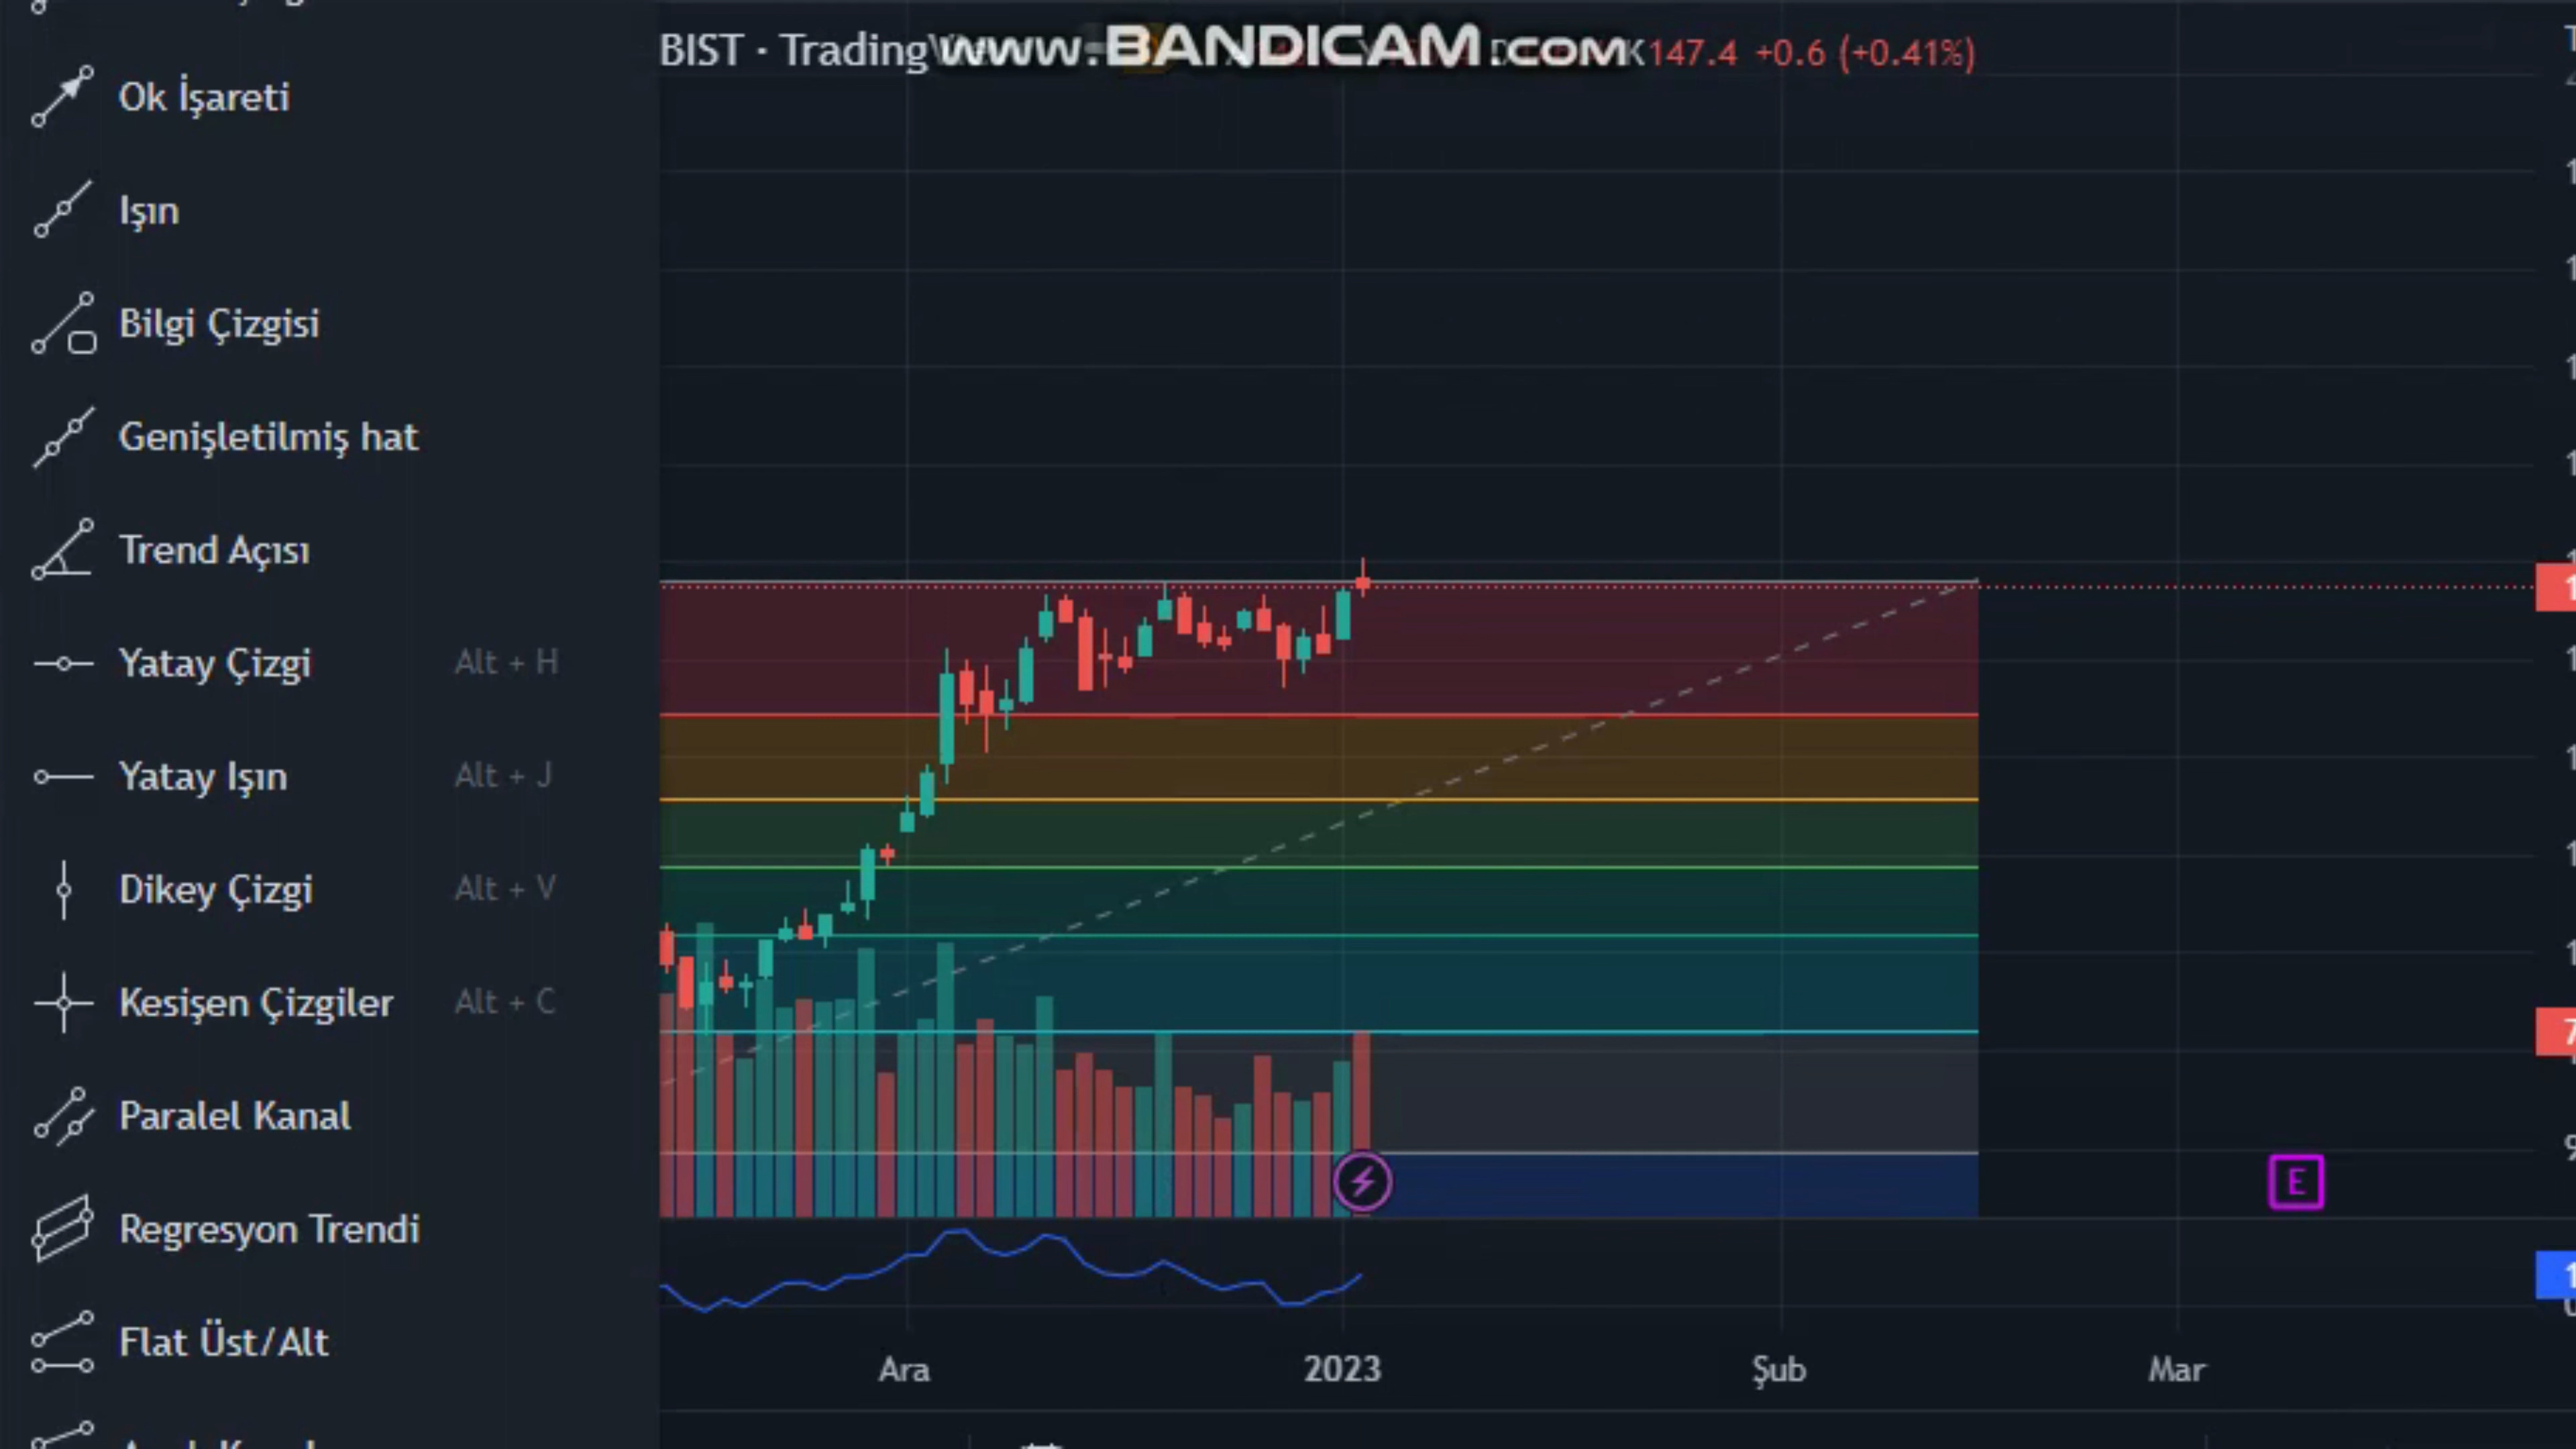 BIST · TradingView
www.BANDICAM.com
K147.4 +0.6 (+0.41%)
Ok İşareti
Işın
Bilgi Çizgisi
Genişletilmiş hat
Trend Açısı
Yatay Çizgi Alt + H
Yatay Işın Alt + J
Dikey Çizgi Alt + V
Kesişen Çizgiler Alt + C
Paralel Kanal
Regresyon Trendi
Flat Üst/Alt
E
Ara 2023 Şub Mar